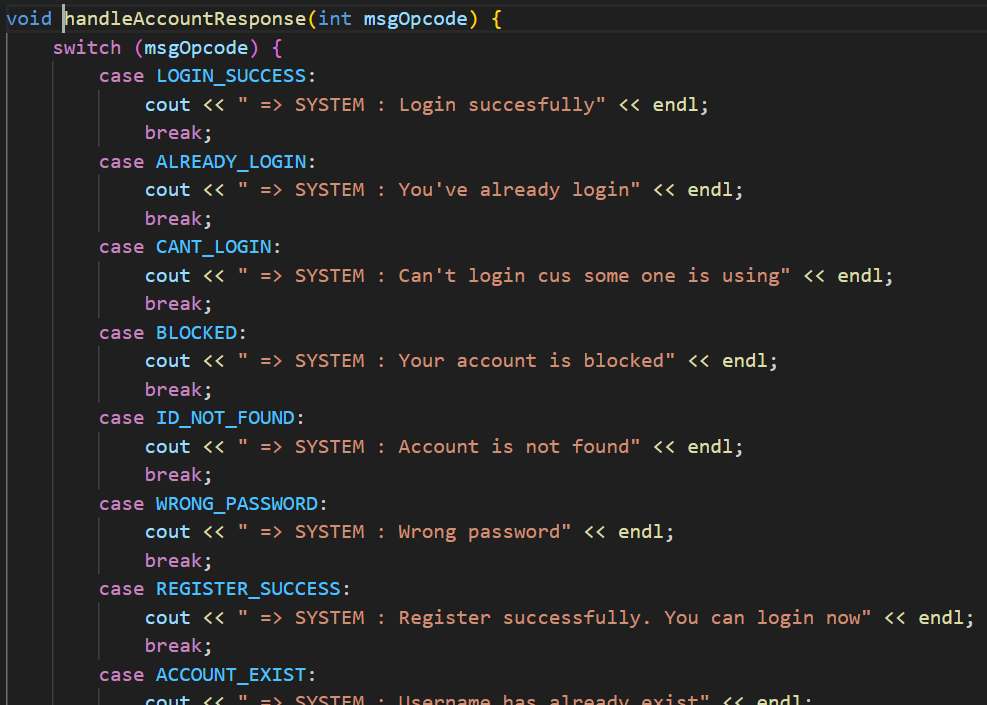 void handleAccountResponse(int msgOpcode) {
    switch (msgOpcode) {
        case LOGIN_SUCCESS:
            cout << " => SYSTEM : Login succesfully" << endl;
            break;
        case ALREADY_LOGIN:
            cout << " => SYSTEM : You've already login" << endl;
            break;
        case CANT_LOGIN:
            cout << " => SYSTEM : Can't login cus some one is using" << endl;
            break;
        case BLOCKED:
            cout << " => SYSTEM : Your account is blocked" << endl;
            break;
        case ID_NOT_FOUND:
            cout << " => SYSTEM : Account is not found" << endl;
            break;
        case WRONG_PASSWORD:
            cout << " => SYSTEM : Wrong password" << endl;
            break;
        case REGISTER_SUCCESS:
            cout << " => SYSTEM : Register successfully. You can login now" << endl;
            break;
        case ACCOUNT_EXIST:
            cout << " => SYSTEM : Username has already exist" << endl;